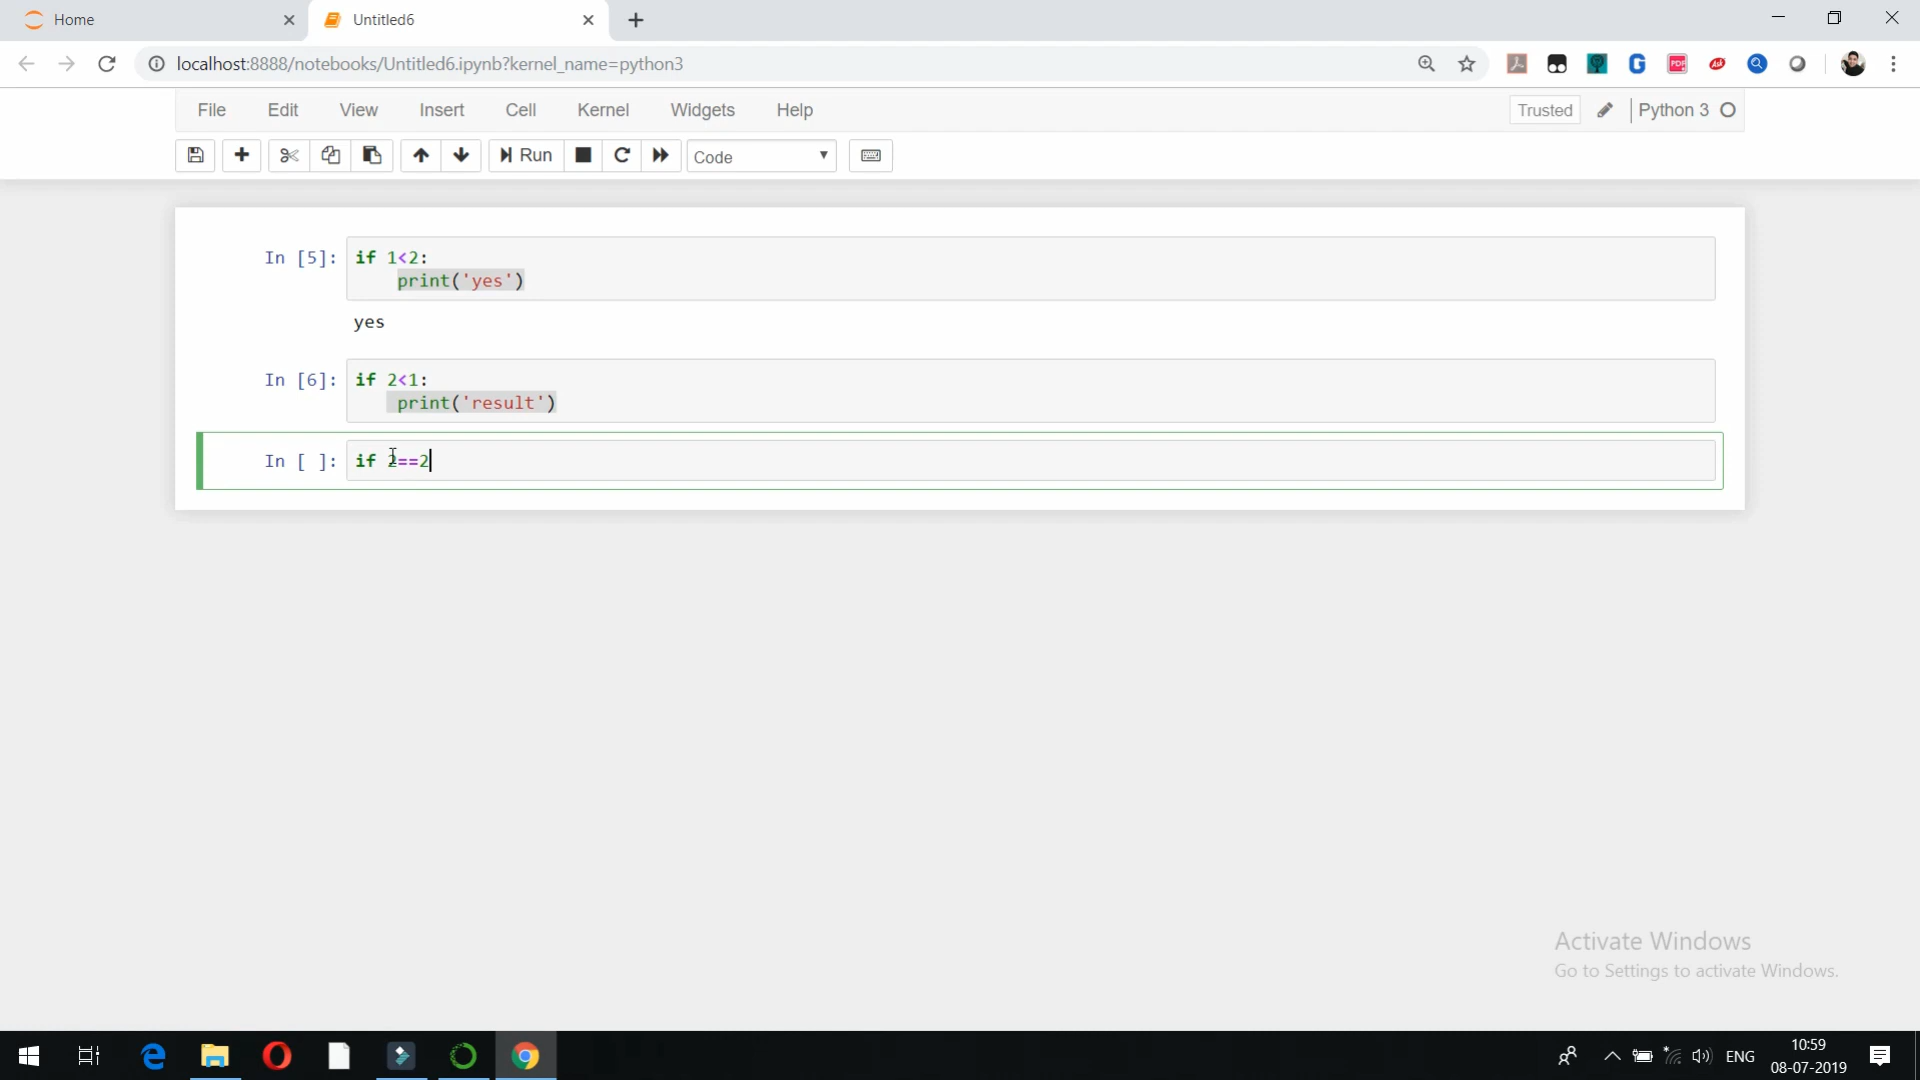 Home
Untitled6
localhost:8888/notebooks/Untitled6.ipynb?kernel_name=python3
File Edit View Insert Cell Kernel Widgets Help
Trusted
Python 3
Run
Code
In [5]: if 1<2:
print('yes')
yes
In [6]: if 2<1:
print('result')
In [ ]: if 2==2
Activate Windows
Go to Settings to activate Windows.
ENG
10:59
08-07-2019